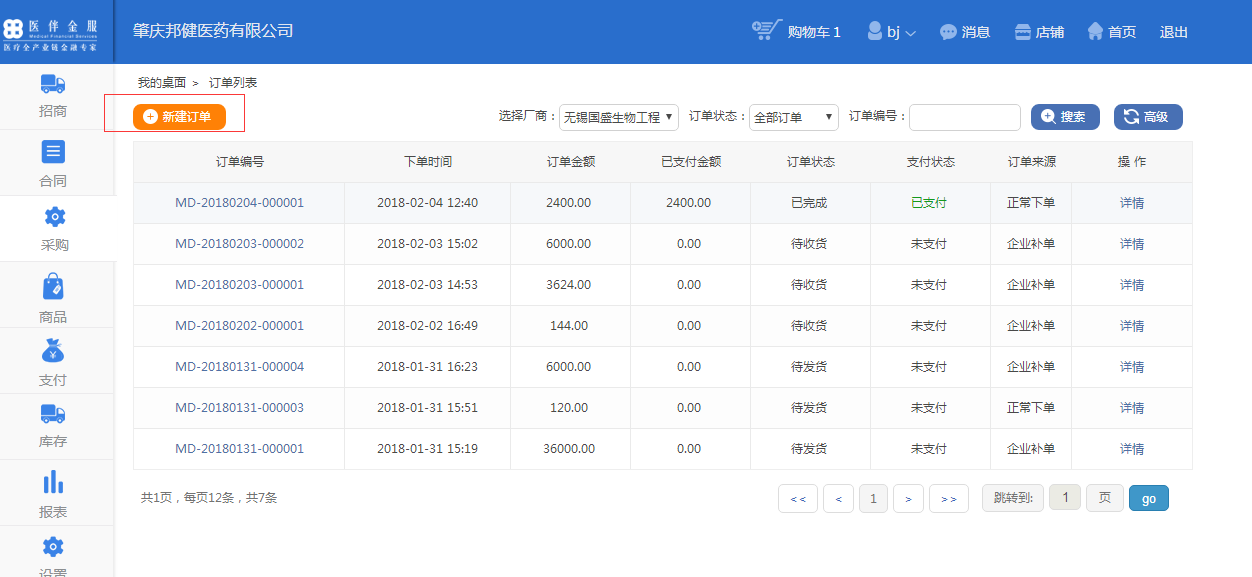 医伴金服
Medical Financial Services
医疗全产业链金融专家
肇庆邦健医药有限公司
购物车 1
bj
消息
店铺
首页
退出
招商
合同
采购
商品
支付
库存
报表
设置
我的桌面 > 订单列表
新建订单
选择厂商： 无锡国盛生物工程 ▼ 订单状态： 全部订单 ▼ 订单编号： 搜索 高级
订单编号 下单时间 订单金额 已支付金额 订单状态 支付状态 订单来源 操 作
MD-20180204-000001 2018-02-04 12:40 2400.00 2400.00 已完成 已支付 正常下单 详情
MD-20180203-000002 2018-02-03 15:02 6000.00 0.00 待收货 未支付 企业补单 详情
MD-20180203-000001 2018-02-03 14:53 3624.00 0.00 待收货 未支付 企业补单 详情
MD-20180202-000001 2018-02-02 16:49 144.00 0.00 待收货 未支付 企业补单 详情
MD-20180131-000004 2018-01-31 16:23 6000.00 0.00 待发货 未支付 企业补单 详情
MD-20180131-000003 2018-01-31 15:51 120.00 0.00 待发货 未支付 正常下单 详情
MD-20180131-000001 2018-01-31 15:19 36000.00 0.00 待发货 未支付 企业补单 详情
共1页，每页12条，共7条 << < 1 > >> 跳转到: 1 页 go